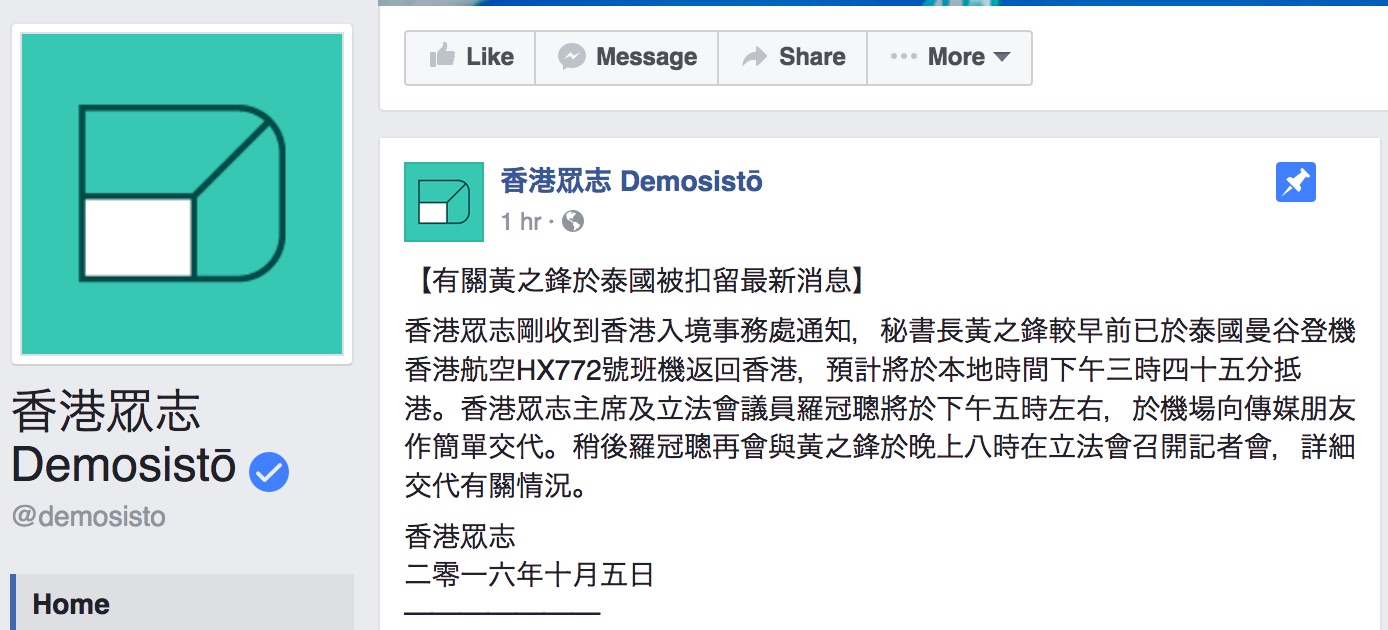 Like
Message
Share
More
香港眾志 Demosistō
1 hr
【有關黃之鋒於泰國被扣留最新消息】
香港眾志剛收到香港入境事務處通知，秘書長黃之鋒較早前已於泰國曼谷登機
香港航空HX772號班機返回香港，預計將於本地時間下午三時四十五分抵
港。香港眾志主席及立法會議員羅冠聰將於下午五時左右，於機場向傳媒朋友
作簡單交代。稍後羅冠聰再會與黃之鋒於晚上八時在立法會召開記者會，詳細
交代有關情況。
香港眾志
二零一六年十月五日
香港眾志
Demosistō
@demosisto
Home